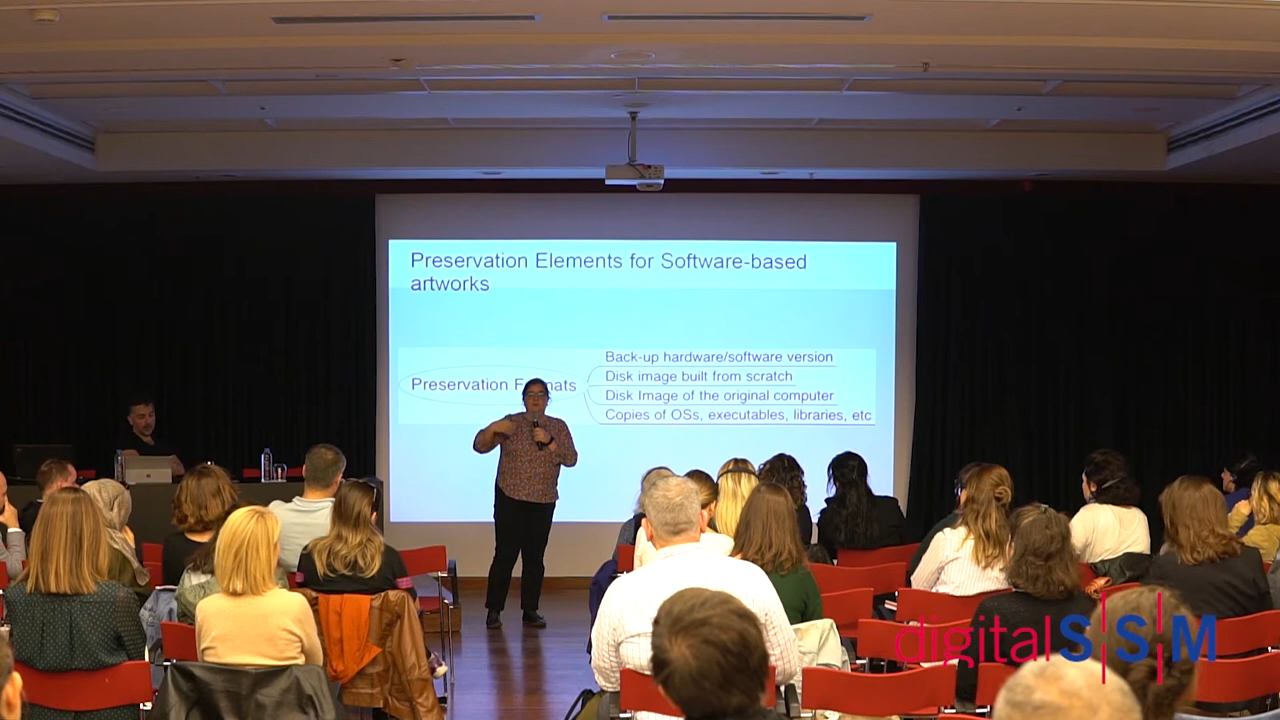 Preservation Elements for Software-based
artworks
Preservation Formats
Back-up hardware/software version
Disk image built from scratch
Disk Image of the original computer
Copies of OSs, executables, libraries, etc
digitalSSM